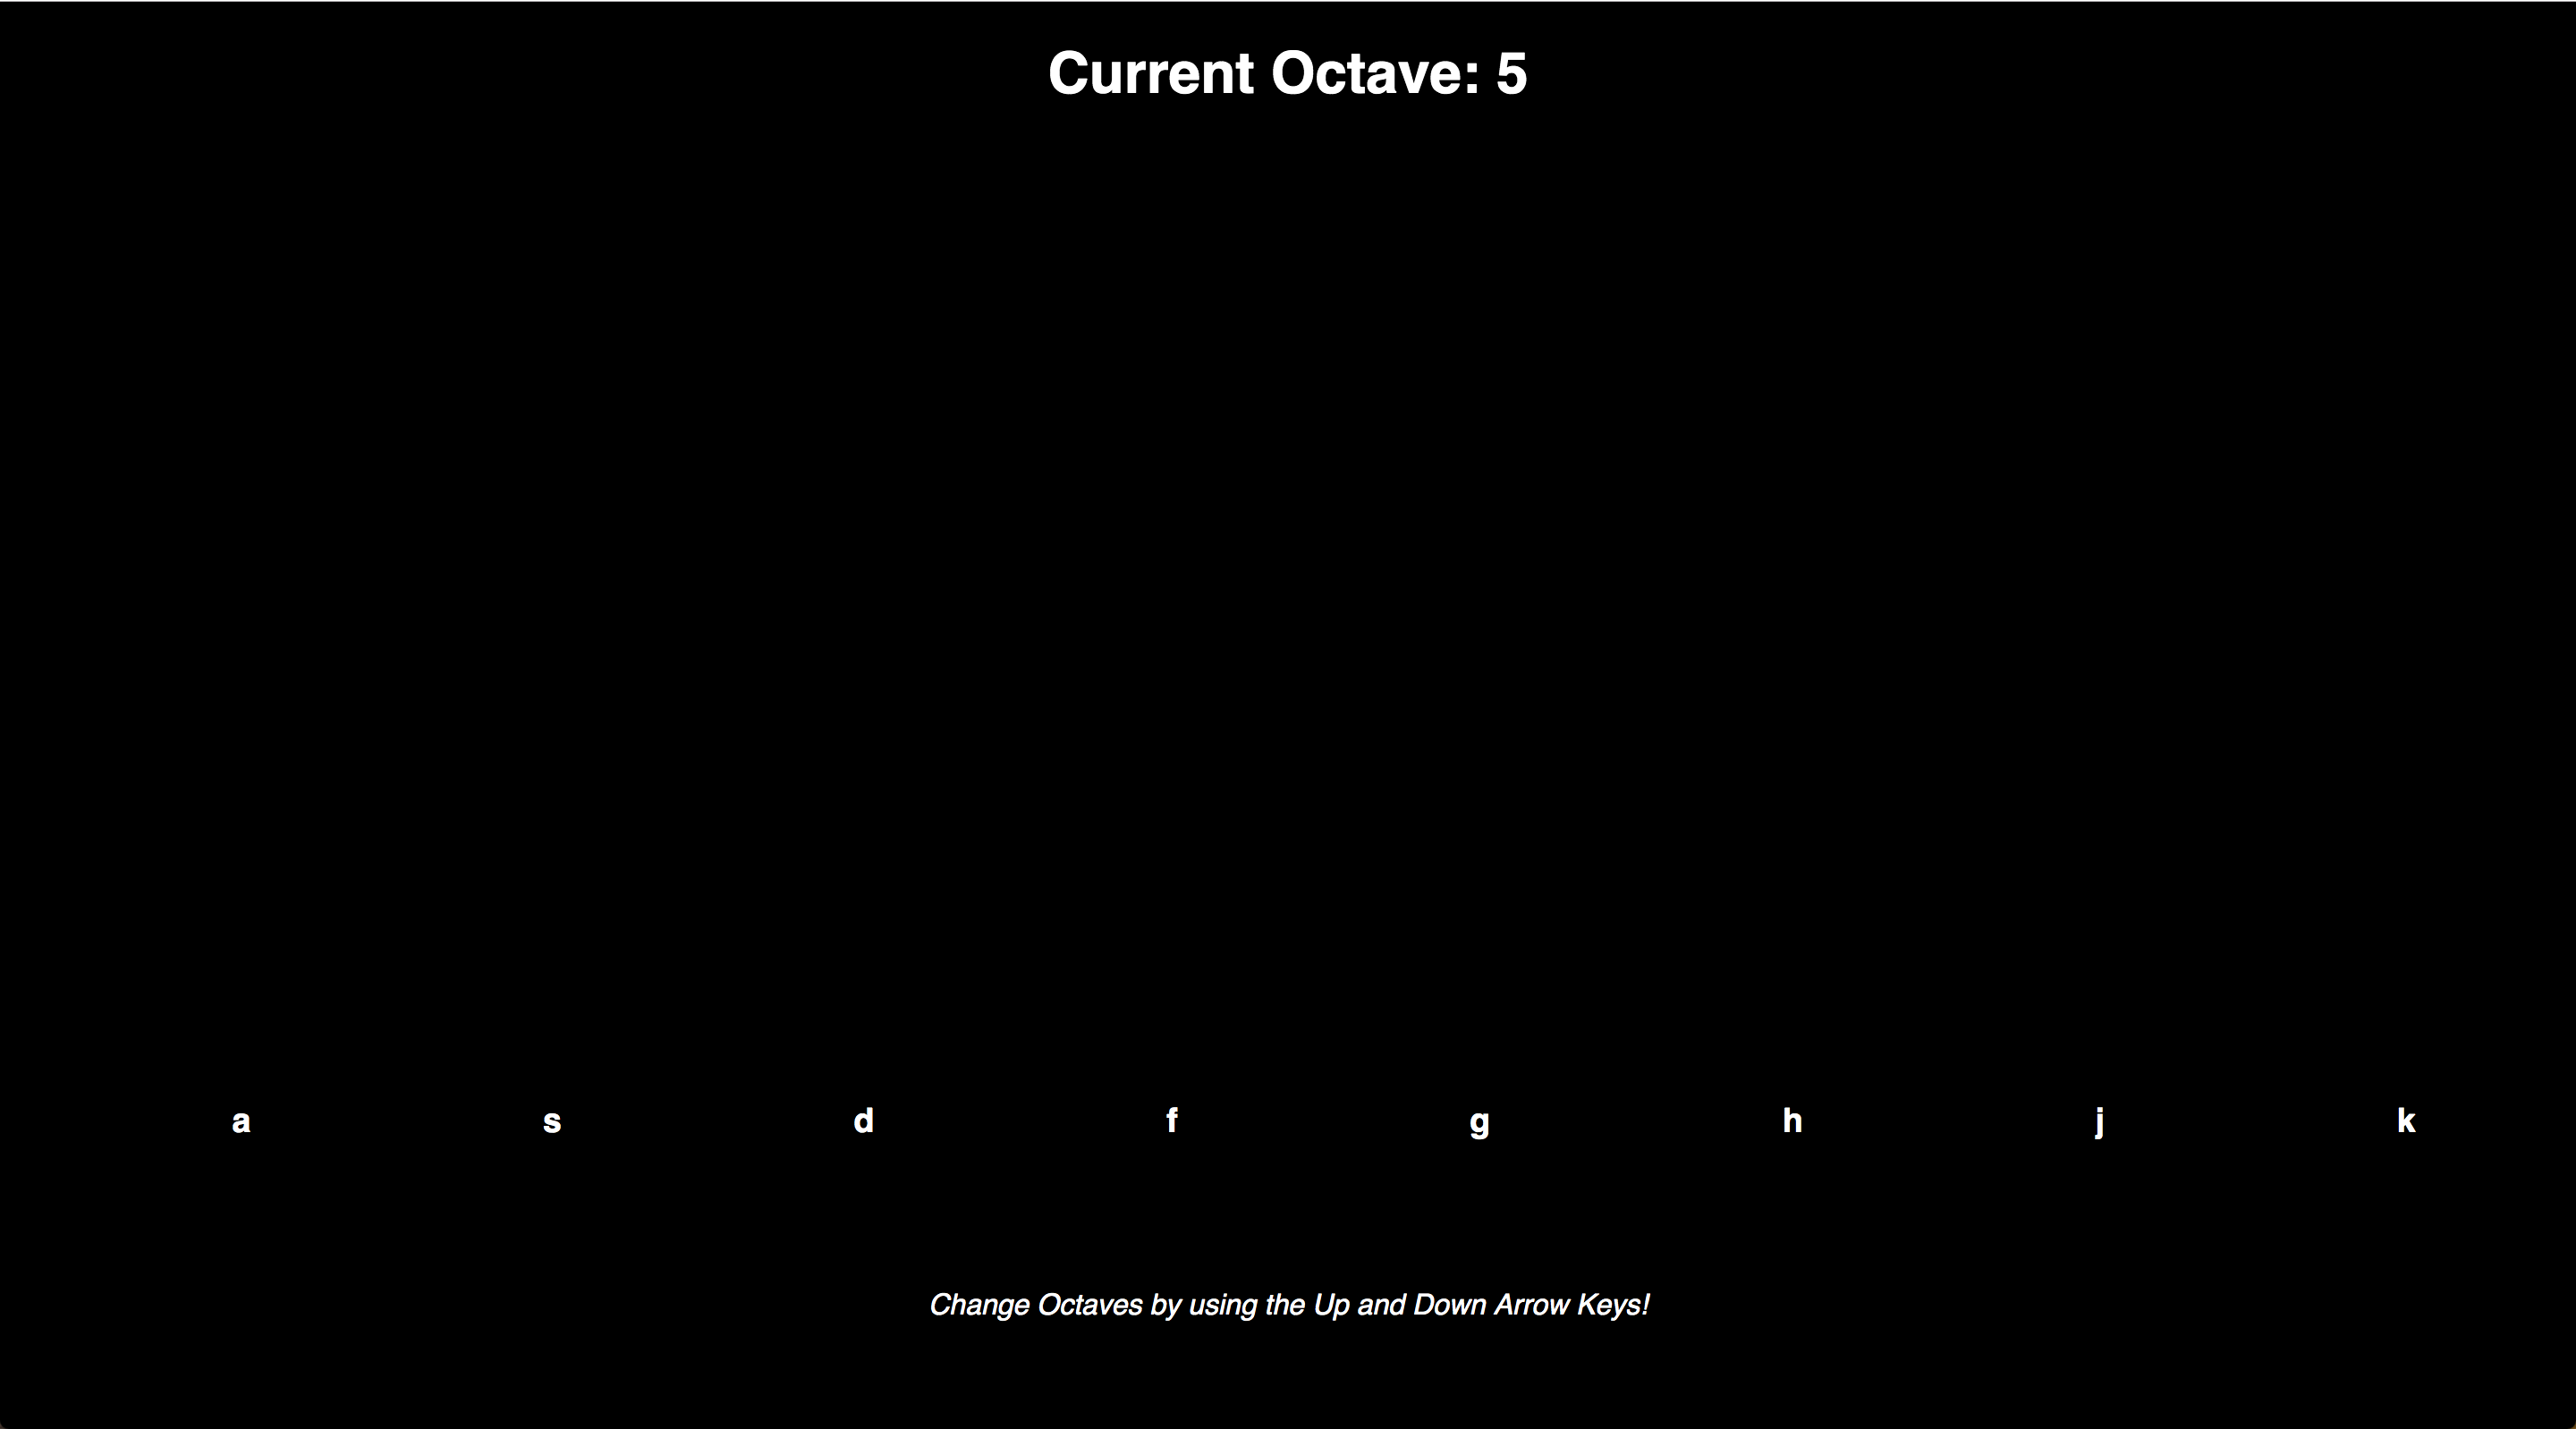 Current Octave: 5
a s d f g h j k
Change Octaves by using the Up and Down Arrow Keys!